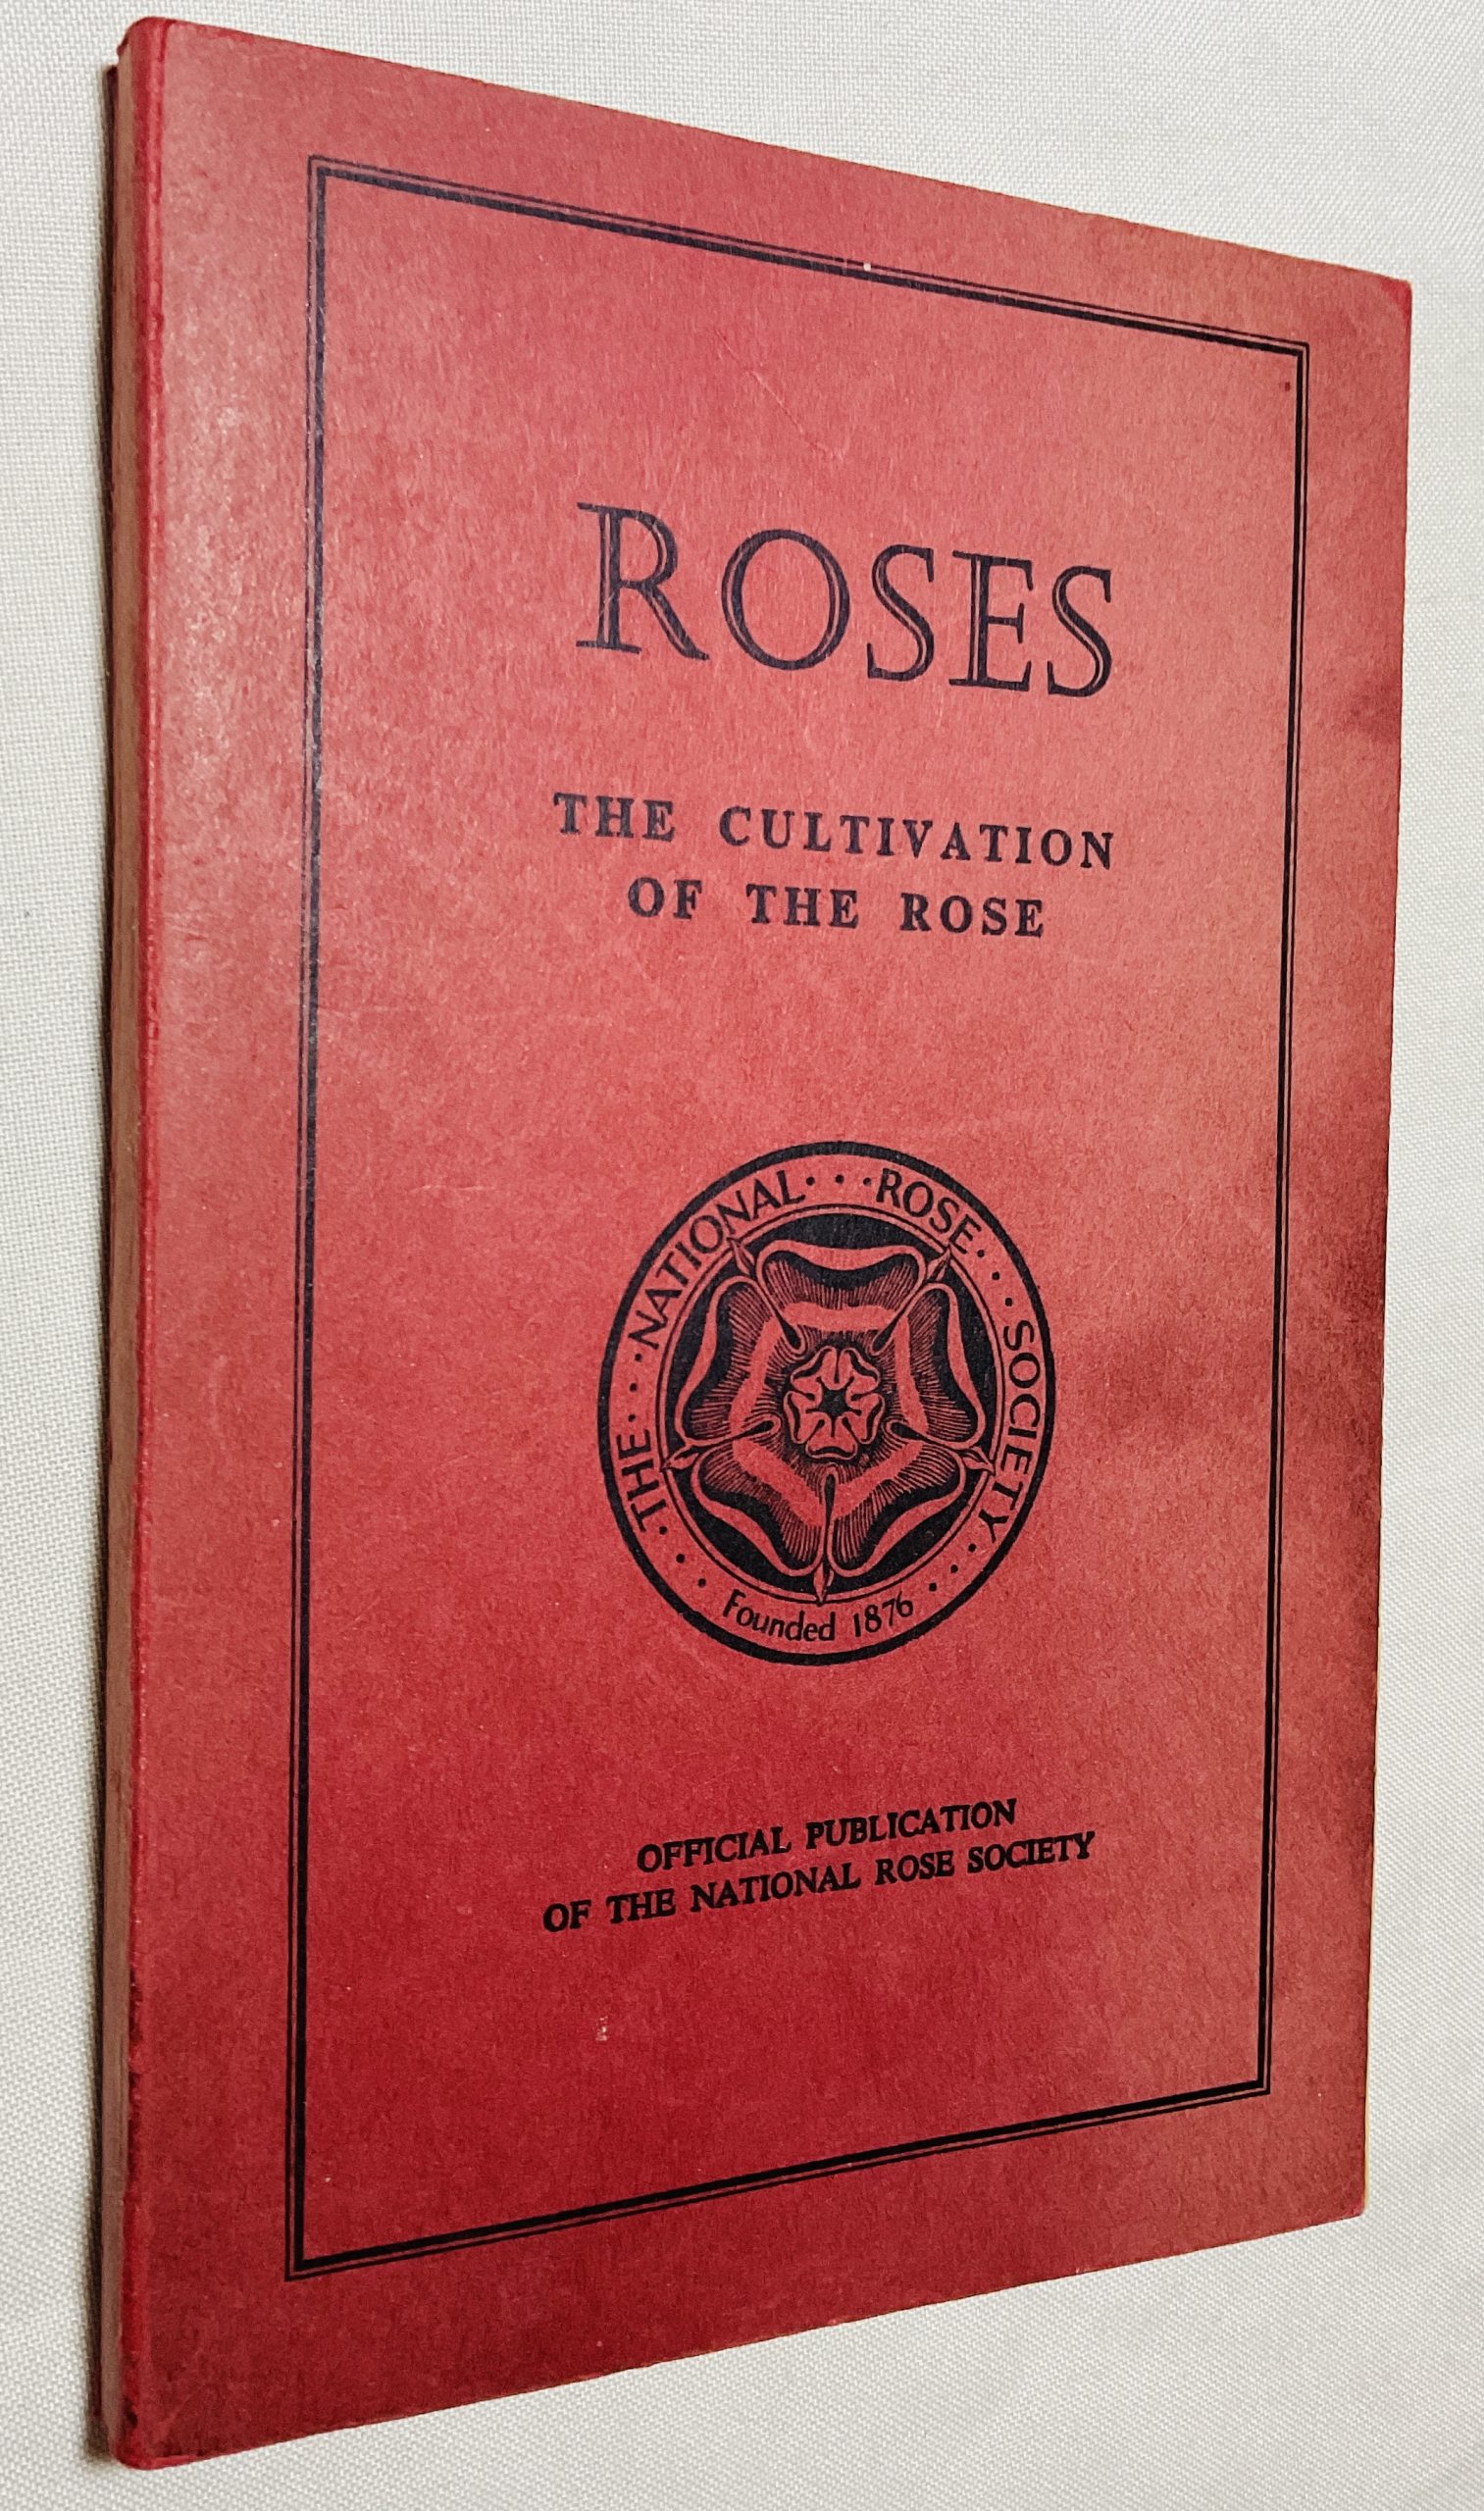 ROSES
THE CULTIVATION
OF THE ROSE
· THE · · · NATIONAL · · · ROSE · · · SOCIETY · · ·
Founded 1876
OFFICIAL PUBLICATION
OF THE NATIONAL ROSE SOCIETY